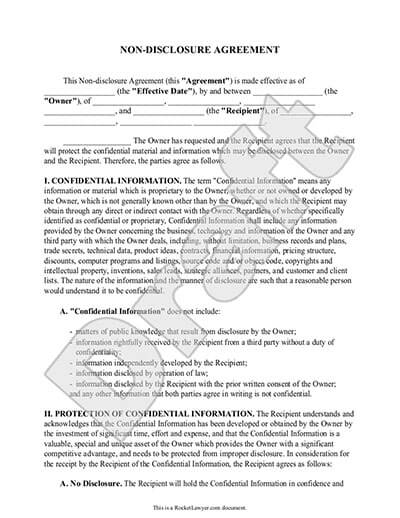 NON-DISCLOSURE AGREEMENT
This Non-disclosure Agreement (this "Agreement") is made effective as of
________________ (the "Effective Date"), by and between ______________ (the
"Owner"), of ________________, ________________, ________________
________________, and ________________ (the "Recipient"), of ________________,
________________, ________________ ________________.
________________ The Owner has requested and the Recipient agrees that the Recipient
will protect the confidential material and information which may be disclosed between the Owner
and the Recipient. Therefore, the parties agree as follows.
I. CONFIDENTIAL INFORMATION. The term "Confidential Information" means any
information or material which is proprietary to the Owner, whether or not owned or developed by
the Owner, which is not generally known other than by the Owner, and which the Recipient may
obtain through any direct or indirect contact with the Owner. Regardless of whether specifically
identified as confidential or proprietary, Confidential Information shall include any information
provided by the Owner concerning the business, technology and information of the Owner and any
third party with which the Owner deals, including, without limitation, business records and plans,
trade secrets, technical data, product ideas, contracts, financial information, pricing structure,
discounts, computer programs and listings, source code and/or object code, copyrights and
intellectual property, inventions, sales leads, strategic alliances, partners, and customer and client
lists. The nature of the information and the manner of disclosure are such that a reasonable person
would understand it to be confidential.
A. "Confidential Information" does not include:
- matters of public knowledge that result from disclosure by the Owner;
- information rightfully received by the Recipient from a third party without a duty of
confidentiality;
- information independently developed by the Recipient;
- information disclosed by operation of law;
- information disclosed by the Recipient with the prior written consent of the Owner;
and any other information that both parties agree in writing is not confidential.
II. PROTECTION OF CONFIDENTIAL INFORMATION. The Recipient understands and
acknowledges that the Confidential Information has been developed or obtained by the Owner by
the investment of significant time, effort and expense, and that the Confidential Information is a
valuable, special and unique asset of the Owner which provides the Owner with a significant
competitive advantage, and needs to be protected from improper disclosure. In consideration for
the receipt by the Recipient of the Confidential Information, the Recipient agrees as follows:
A. No Disclosure. The Recipient will hold the Confidential Information in confidence and
This is a RocketLawyer.com document.
Draft